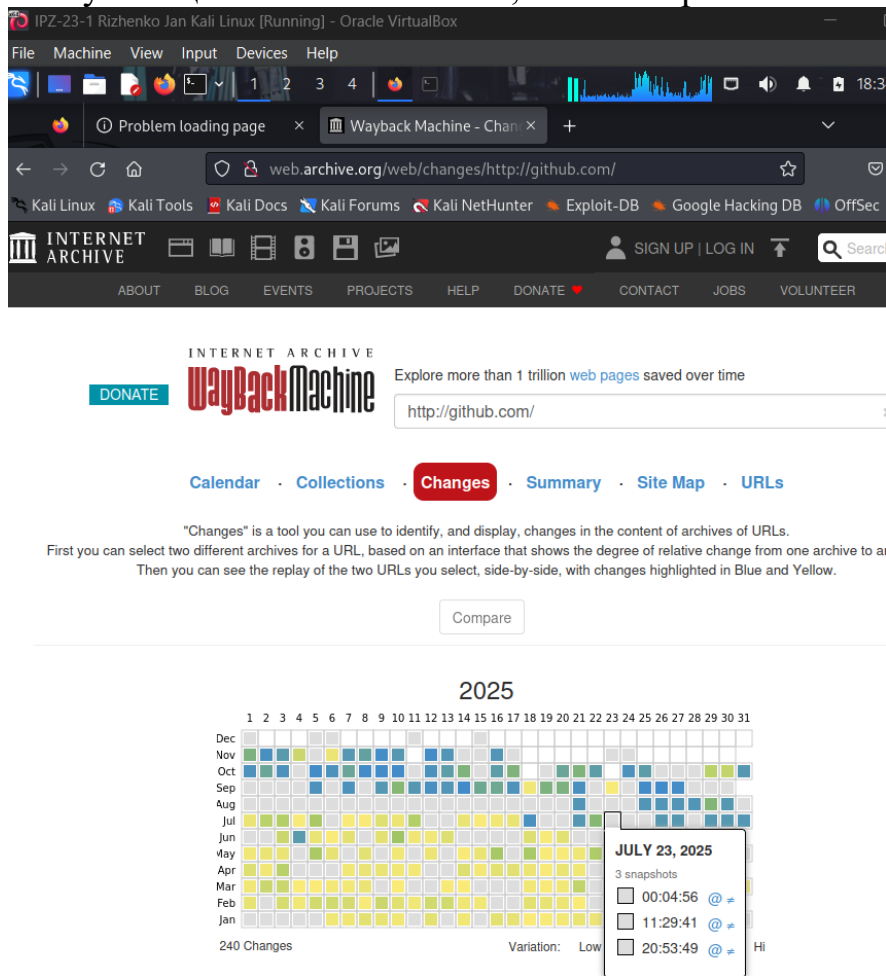 IPZ-23-1 Rizhenko Jan Kali Linux [Running] - Oracle VirtualBox
File Machine View Input Devices Help
1 2 3 4 18:3
Problem loading page × Wayback Machine - Chan × +
web.archive.org/web/changes/http://github.com/
Kali Linux Kali Tools Kali Docs Kali Forums Kali NetHunter Exploit-DB Google Hacking DB OffSec
INTERNET ARCHIVE SIGN UP | LOG IN Search
ABOUT BLOG EVENTS PROJECTS HELP DONATE ♥ CONTACT JOBS VOLUNTEER
INTERNET ARCHIVE
DONATE WayBackMachine Explore more than 1 trillion web pages saved over time
http://github.com/
Calendar · Collections · Changes · Summary · Site Map · URLs
"Changes" is a tool you can use to identify, and display, changes in the content of archives of URLs.
First you can select two different archives for a URL, based on an interface that shows the degree of relative change from one archive to
Then you can see the replay of the two URLs you select, side-by-side, with changes highlighted in Blue and Yellow.
Compare
2025
1 2 3 4 5 6 7 8 9 10 11 12 13 14 15 16 17 18 19 20 21 22 23 24 25 26 27 28 29 30 31
Dec
Nov
Oct
Sep
Aug
Jul
Jun
May
Apr
Mar
Feb
Jan
JULY 23, 2025
3 snapshots
00:04:56 @ ≠
11:29:41 @ ≠
20:53:49 @ ≠
240 Changes Variation: Low Hi